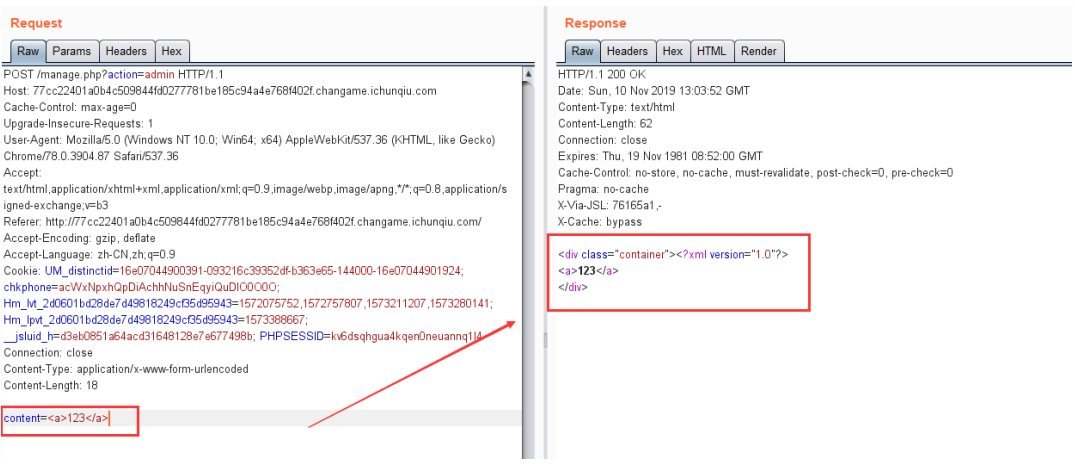 Request
Raw Params Headers Hex
POST /manage.php?action=admin HTTP/1.1
Host: 77cc22401a0b4c509844fd0277781be185c94a4e768f402f.changame.ichunqiu.com
Cache-Control: max-age=0
Upgrade-Insecure-Requests: 1
User-Agent: Mozilla/5.0 (Windows NT 10.0; Win64; x64) AppleWebKit/537.36 (KHTML, like Gecko)
Chrome/78.0.3904.87 Safari/537.36
Accept:
text/html,application/xhtml+xml,application/xml;q=0.9,image/webp,image/apng,*/*;q=0.8,application/s
igned-exchange;v=b3
Referer: http://77cc22401a0b4c509844fd0277781be185c94a4e768f402f.changame.ichunqiu.com/
Accept-Encoding: gzip, deflate
Accept-Language: zh-CN,zh;q=0.9
Cookie: UM_distinctid=16e07044900391-093216c39352df-b363e65-144000-16e07044901924;
chkphone=acWxNpxhQpDiAchhNuSnEqyiQuDIO0O0O;
Hm_lvt_2d0601bd28de7d49818249cf35d95943=1572075752,1572757807,1573211207,1573280141;
Hm_lpvt_2d0601bd28de7d49818249cf35d95943=1573388667;
__jsluid_h=d3eb0851a64acd31648128e7e677498b; PHPSESSID=kv6dsqhgua4kqen0neuannq1l4
Connection: close
Content-Type: application/x-www-form-urlencoded
Content-Length: 18
content=<a>123</a>
Response
Raw Headers Hex HTML Render
HTTP/1.1 200 OK
Date: Sun, 10 Nov 2019 13:03:52 GMT
Content-Type: text/html
Content-Length: 62
Connection: close
Expires: Thu, 19 Nov 1981 08:52:00 GMT
Cache-Control: no-store, no-cache, must-revalidate, post-check=0, pre-check=0
Pragma: no-cache
X-Via-JSL: 76165a1,-
X-Cache: bypass
<div class="container"><?xml version="1.0"?>
<a>123</a>
</div>